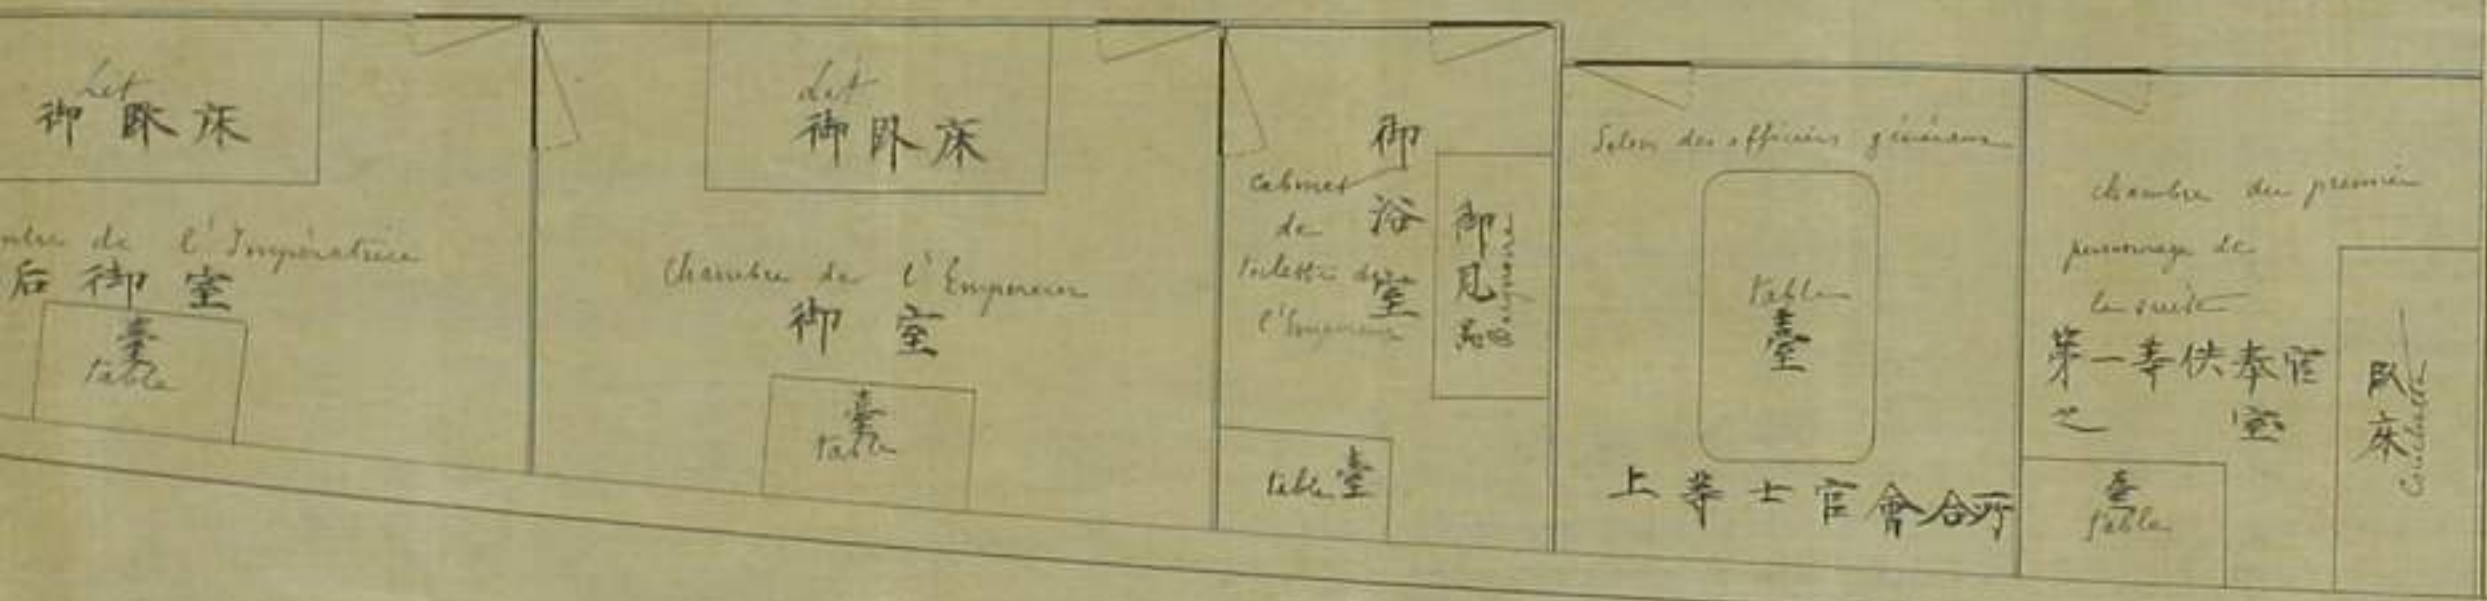 Lit
御臥床
de l'Impératrice
后御室
臺
table
Lit
御臥床
Chambre de l'Empereur
御室
臺
table
御浴室
Cabinet
de
toilette de
l'Empereur
御
Baignoire
table 臺
Salon des officiers généraux
table
臺
上等士官會合所
Chambre du premier
personnage de
la suite
第一等供奉官
之室
臥床
Couchette
臺
table